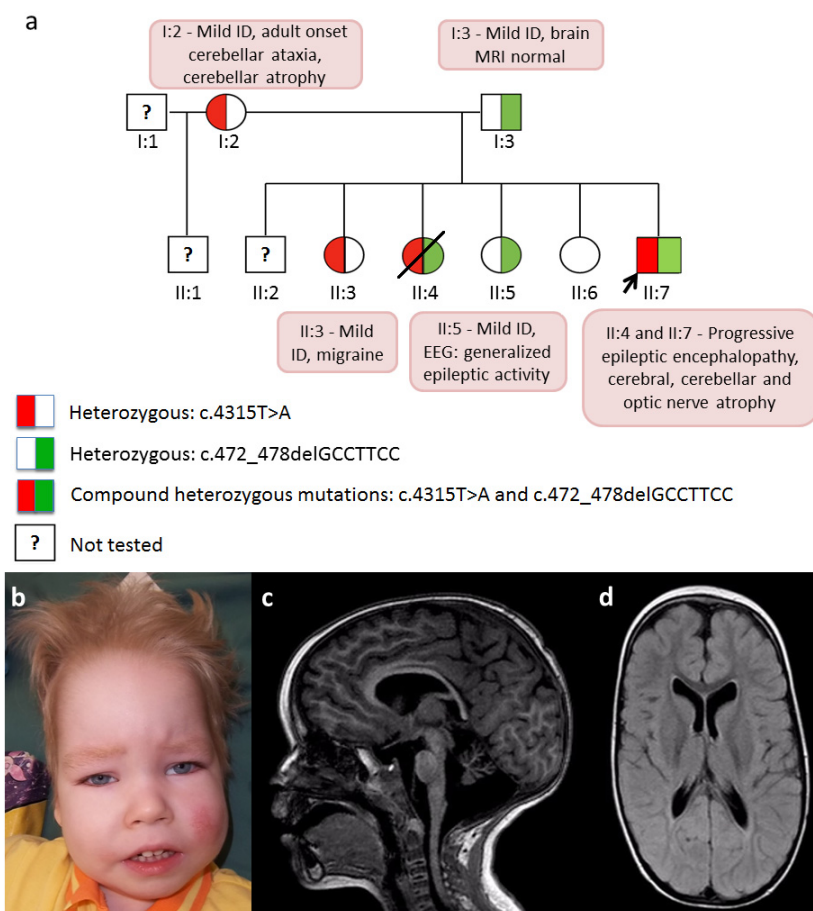 a
I:2 - Mild ID, adult onset
cerebellar ataxia,
cerebellar atrophy
I:3 - Mild ID, brain
MRI normal
?
I:1
I:2
I:3
?
?
II:1
II:2
II:3
II:4
II:5
II:6
II:7
II:3 - Mild
ID, migraine
II:5 - Mild ID,
EEG: generalized
epileptic activity
II:4 and II:7 - Progressive
epileptic encephalopathy,
cerebral, cerebellar and
optic nerve atrophy
Heterozygous: c.4315T>A
Heterozygous: c.472_478delGCCTTCC
Compound heterozygous mutations: c.4315T>A and c.472_478delGCCTTCC
?
Not tested
b
c
d